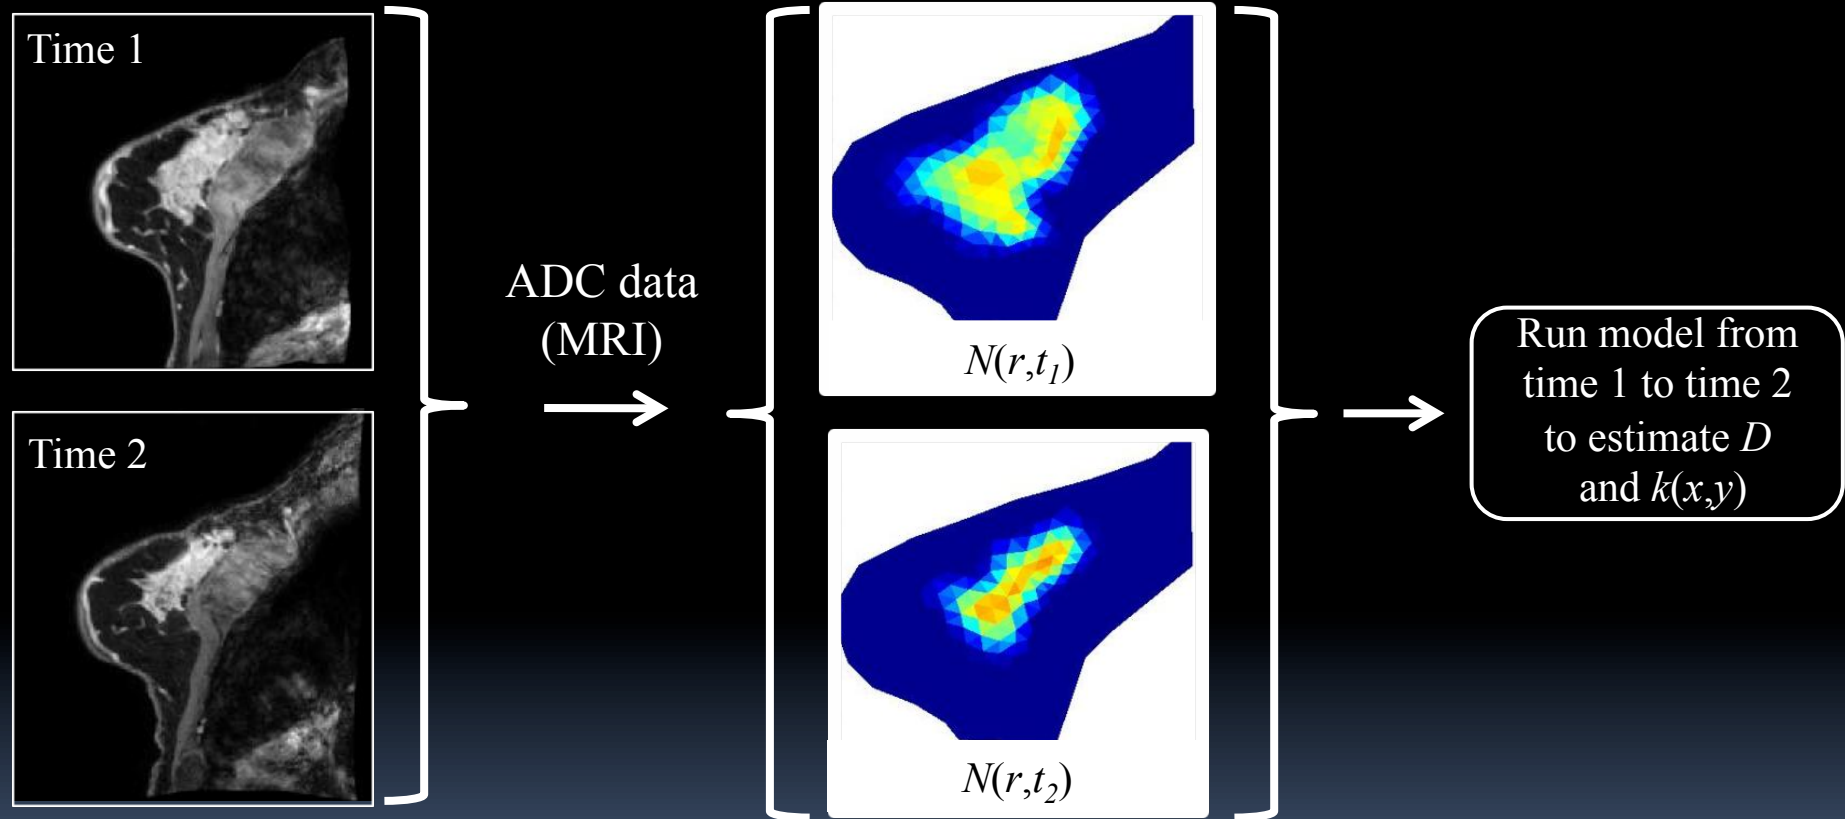 Time 1
Time 2
ADC data
(MRI)
N(r,t₁)
N(r,t₂)
Run model from
time 1 to time 2
to estimate D
and k(x,y)